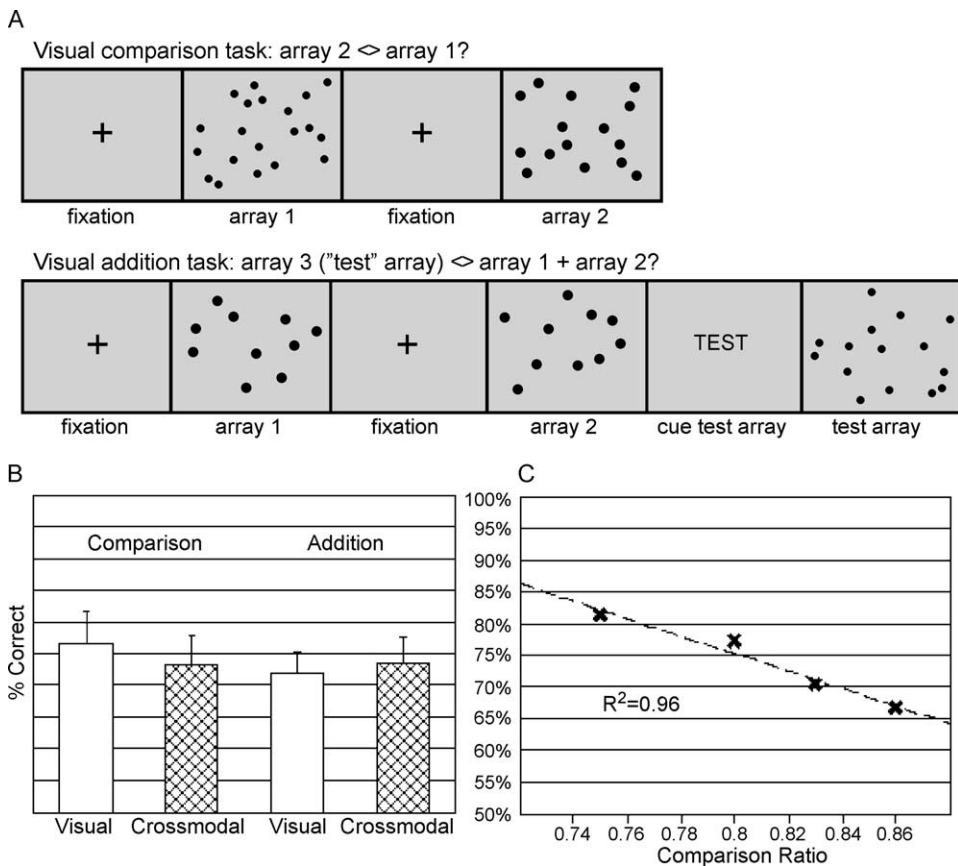 A
Visual comparison task: array 2 <> array 1?
fixation array 1 fixation array 2
Visual addition task: array 3 ("test" array) <> array 1 + array 2?
TEST
fixation array 1 fixation array 2 cue test array test array
B
Comparison Addition
% Correct
Visual Crossmodal Visual Crossmodal
C
100%
95%
90%
85%
80%
75%
70%
65%
60%
55%
50%
R²=0.96
0.74 0.76 0.78 0.8 0.82 0.84 0.86
Comparison Ratio